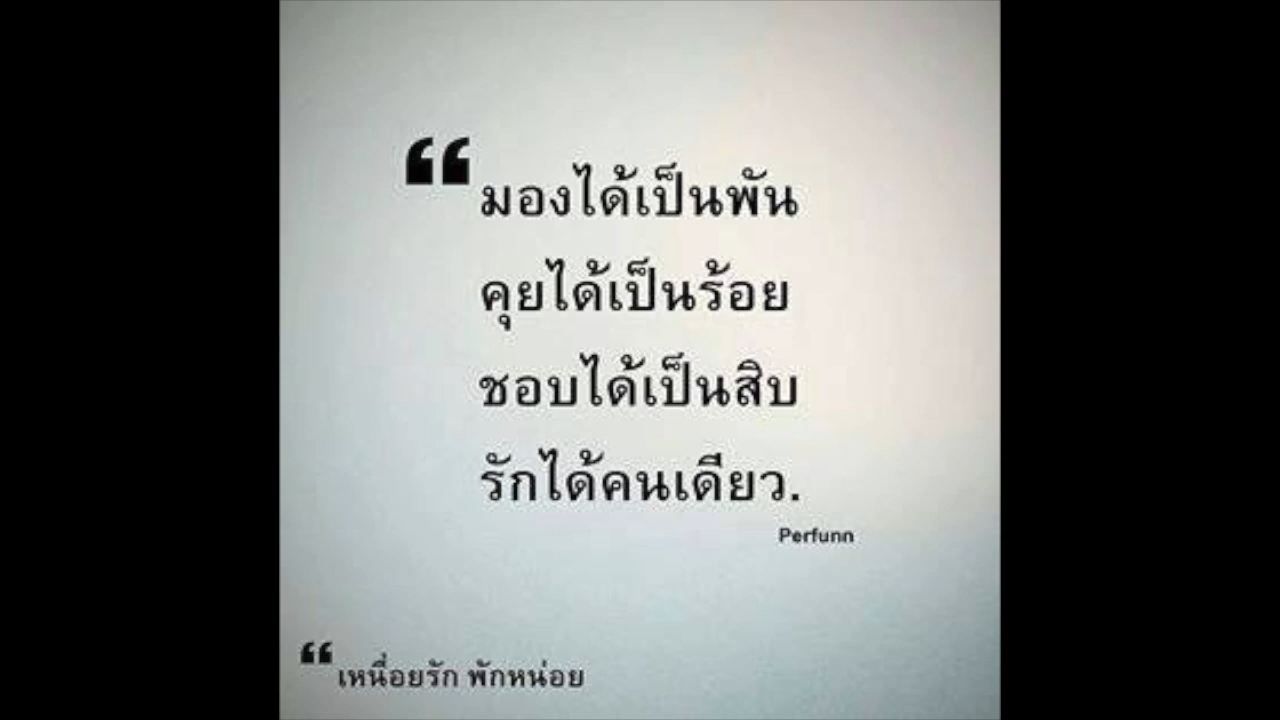 “มองได้เป็นพัน
คุยได้เป็นร้อย
ชอบได้เป็นสิบ
รักได้คนเดียว.
Perfunn
“เหนื่อยรัก พักหน่อย